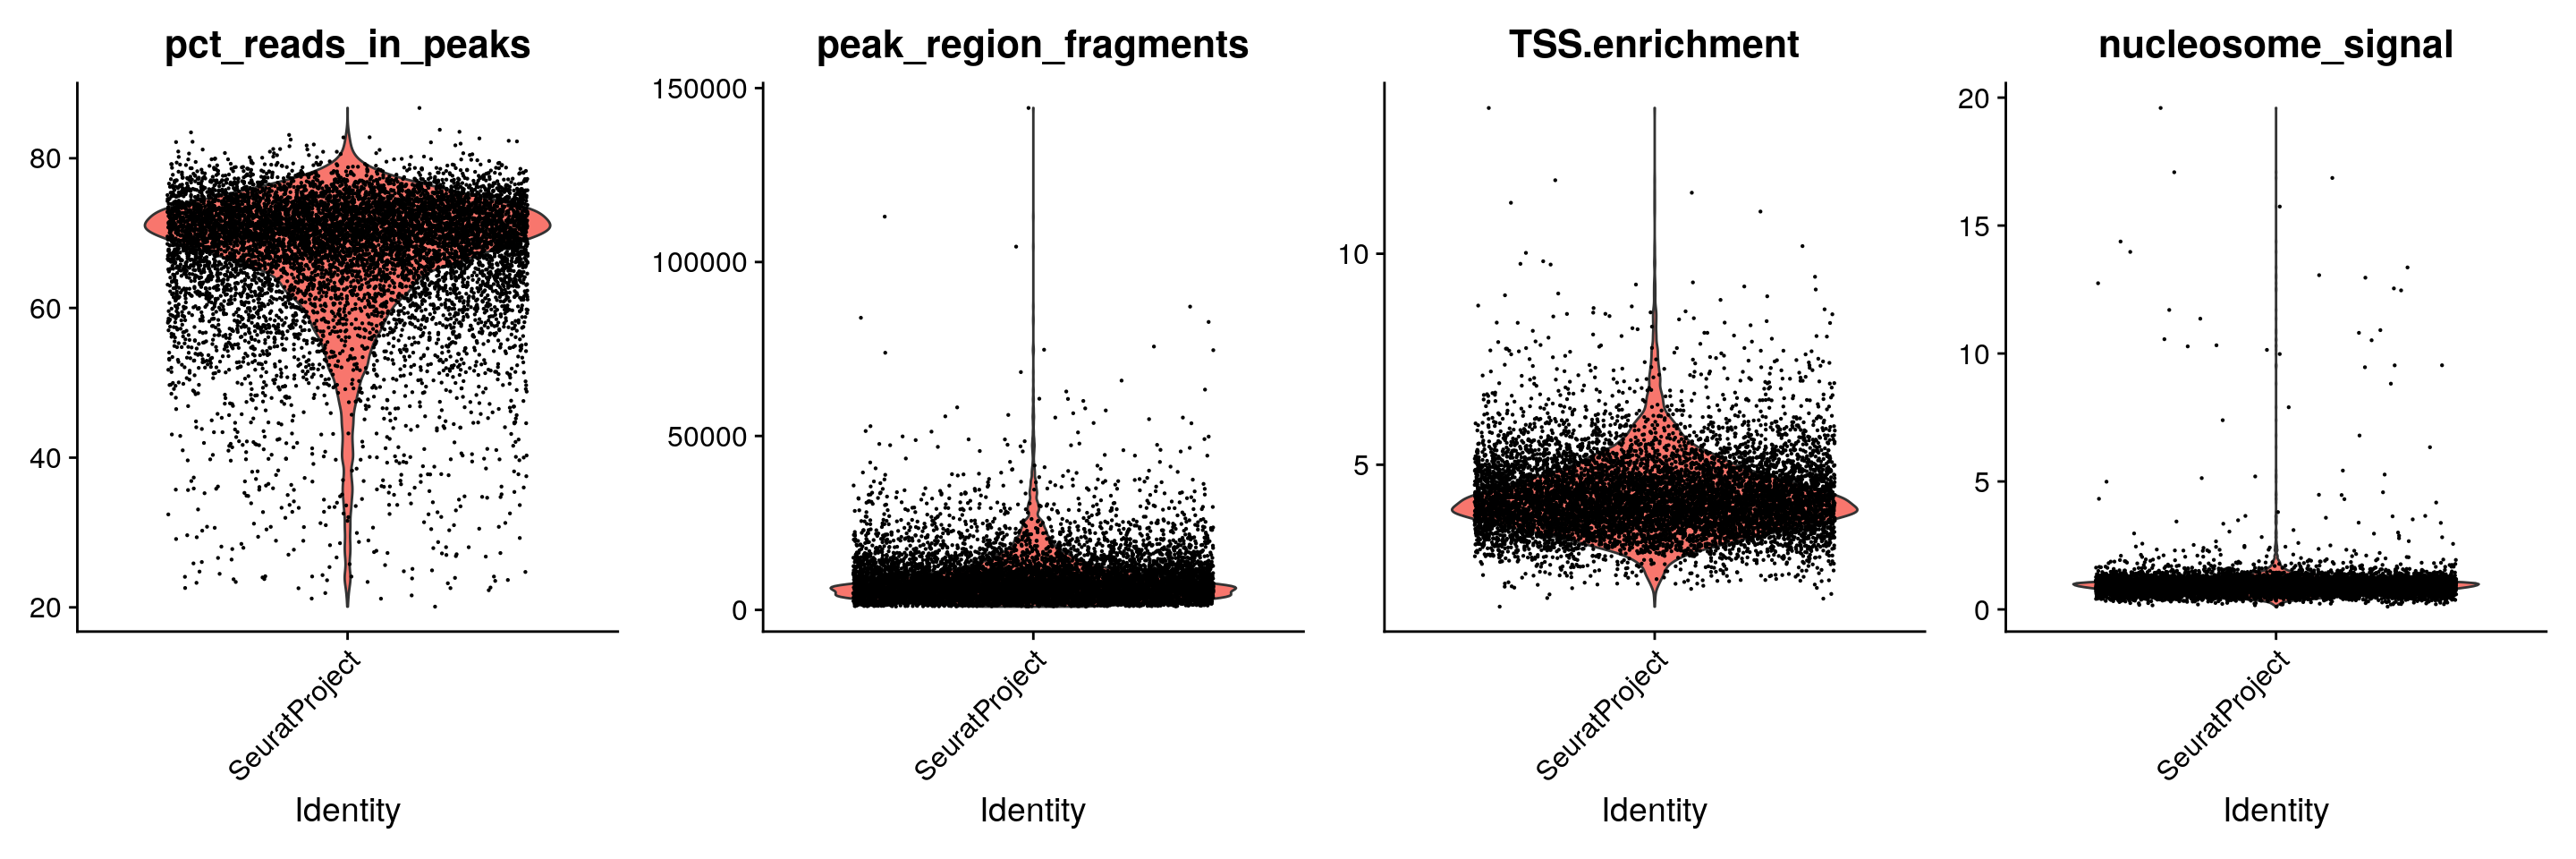 pct_reads_in_peaks
80
60
40
20
SeuratProject
Identity
peak_region_fragments
150000
100000
50000
0
SeuratProject
Identity
TSS.enrichment
10
5
SeuratProject
Identity
nucleosome_signal
20
15
10
5
0
SeuratProject
Identity